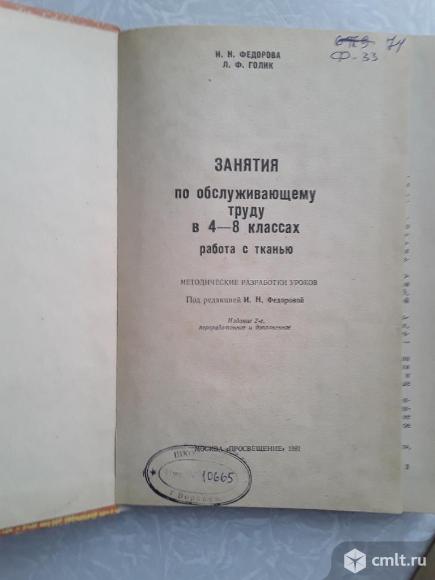 И. Н. ФЕДОРОВА
Л. Ф. ГОЛИК
71
Ф-33
ЗАНЯТИЯ
по обслуживающему
труду
в 4—8 классах
работа с тканью
МЕТОДИЧЕСКИЕ РАЗРАБОТКИ УРОКОВ
Под редакцией И. Н. Федоровой
Издание 2-е,
переработанное и дополненное
МОСКВА «ПРОСВЕЩЕНИЕ»
10665
cmlt.ru